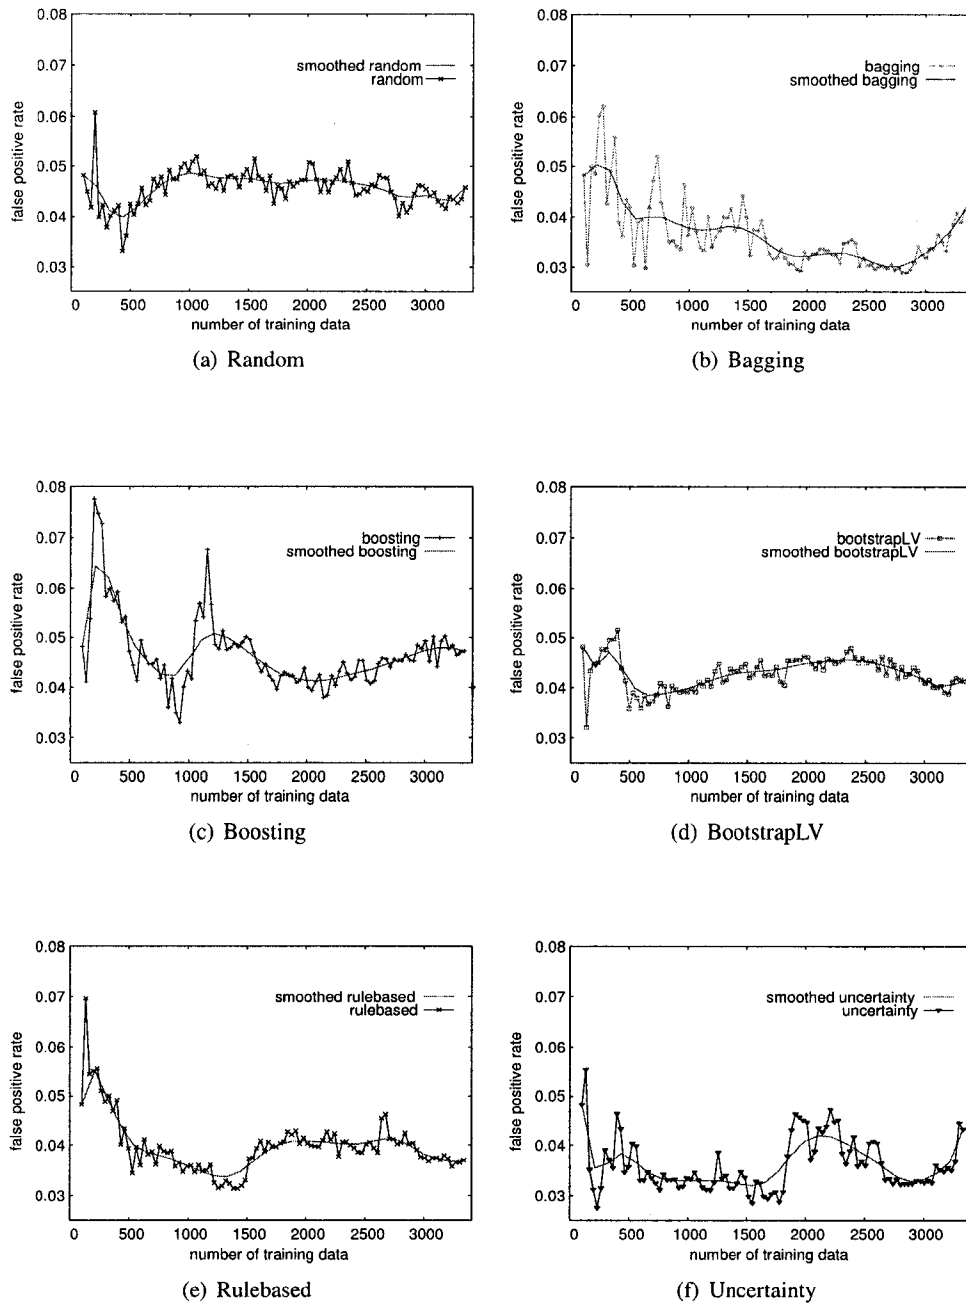 0.08
0.07
0.06
0.05
0.04
0.03
false positive rate
smoothed random
random
0 500 1000 1500 2000 2500 3000
number of training data
(a) Random
0.08
0.07
0.06
0.05
0.04
0.03
false positive rate
bagging
smoothed bagging
0 500 1000 1500 2000 2500 3000
number of training data
(b) Bagging
0.08
0.07
0.06
0.05
0.04
0.03
false positive rate
boosting
smoothed boosting
0 500 1000 1500 2000 2500 3000
number of training data
(c) Boosting
0.08
0.07
0.06
0.05
0.04
0.03
false positive rate
bootstrapLV
smoothed bootstrapLV
0 500 1000 1500 2000 2500 3000
number of training data
(d) BootstrapLV
0.08
0.07
0.06
0.05
0.04
0.03
false positive rate
smoothed rulebased
rulebased
0 500 1000 1500 2000 2500 3000
number of training data
(e) Rulebased
0.08
0.07
0.06
0.05
0.04
0.03
false positive rate
smoothed uncertainty
uncertainty
0 500 1000 1500 2000 2500 3000
number of training data
(f) Uncertainty